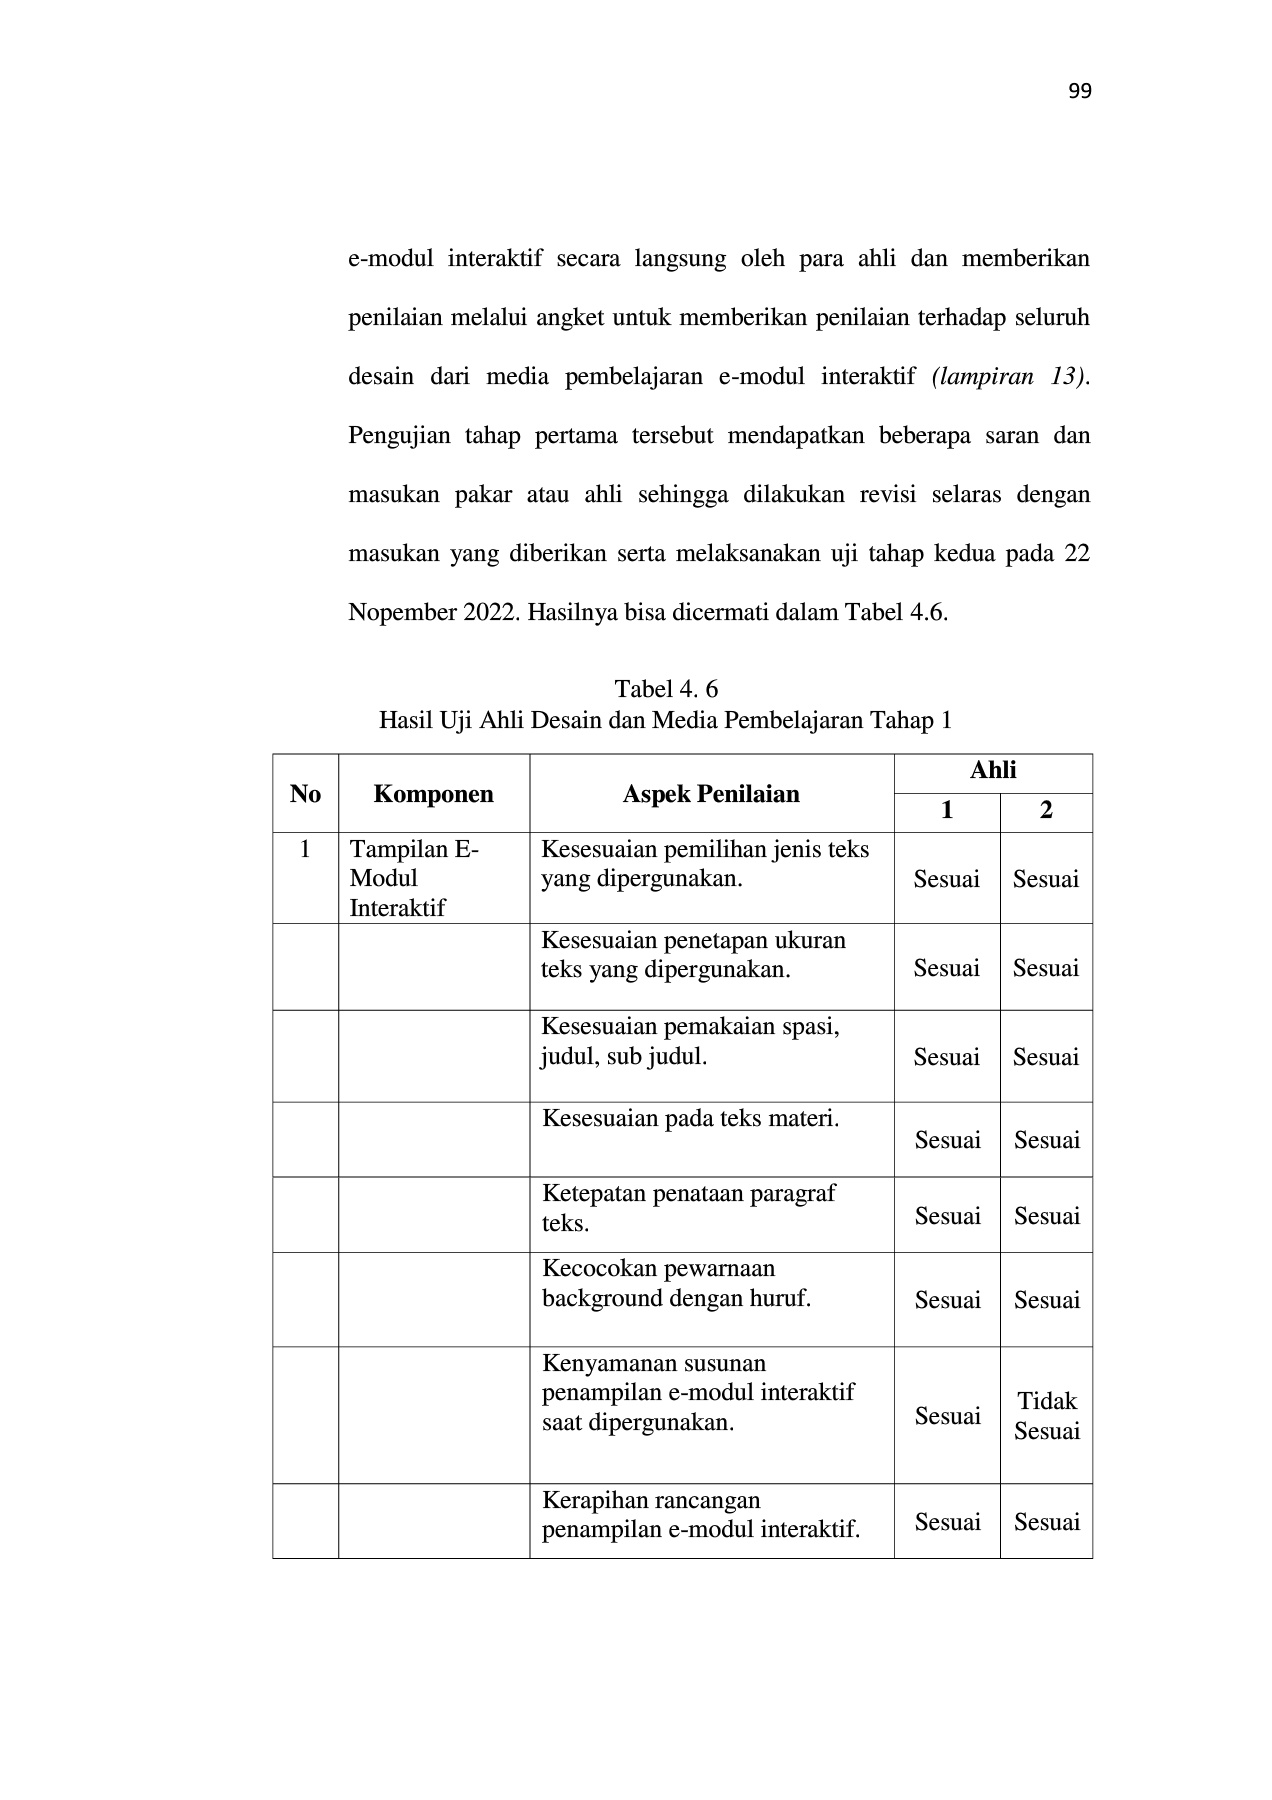 99
e-modul interaktif secara langsung oleh para ahli dan memberikan
penilaian melalui angket untuk memberikan penilaian terhadap seluruh
desain dari media pembelajaran e-modul interaktif (lampiran 13).
Pengujian tahap pertama tersebut mendapatkan beberapa saran dan
masukan pakar atau ahli sehingga dilakukan revisi selaras dengan
masukan yang diberikan serta melaksanakan uji tahap kedua pada 22
Nopember 2022. Hasilnya bisa dicermati dalam Tabel 4.6.
Tabel 4. 6
Hasil Uji Ahli Desain dan Media Pembelajaran Tahap 1
No Komponen Aspek Penilaian Ahli
1 2
1 Tampilan E- Kesesuaian pemilihan jenis teks
Modul yang dipergunakan. Sesuai Sesuai
Interaktif
Kesesuaian penetapan ukuran
teks yang dipergunakan. Sesuai Sesuai
Kesesuaian pemakaian spasi,
judul, sub judul. Sesuai Sesuai
Kesesuaian pada teks materi.
Sesuai Sesuai
Ketepatan penataan paragraf
teks. Sesuai Sesuai
Kecocokan pewarnaan
background dengan huruf. Sesuai Sesuai
Kenyamanan susunan
penampilan e-modul interaktif
saat dipergunakan. Sesuai Tidak
Sesuai
Kerapihan rancangan
penampilan e-modul interaktif. Sesuai Sesuai